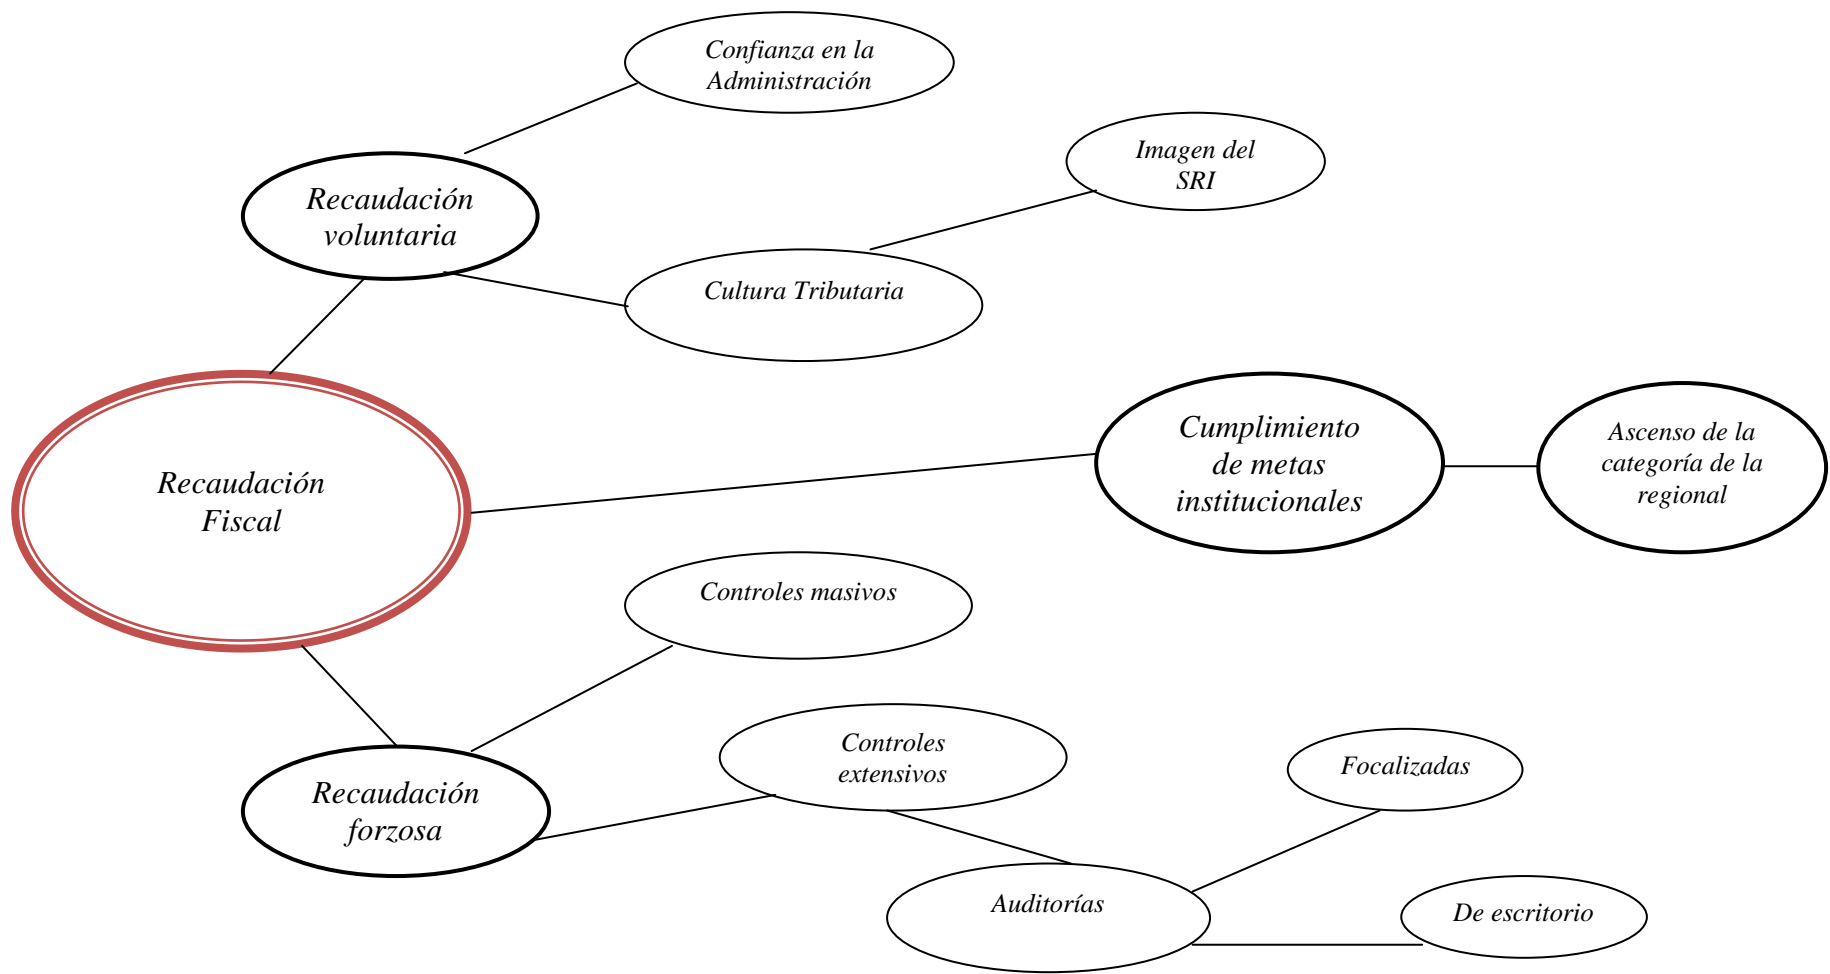 Confianza en la
Administración
Imagen del
SRI
Recaudación
voluntaria
Cultura Tributaria
Cumplimiento
de metas
institucionales
Ascenso de la
categoría de la
regional
Recaudación
Fiscal
Controles masivos
Controles
extensivos
Focalizadas
Recaudación
forzosa
Auditorías
De escritorio